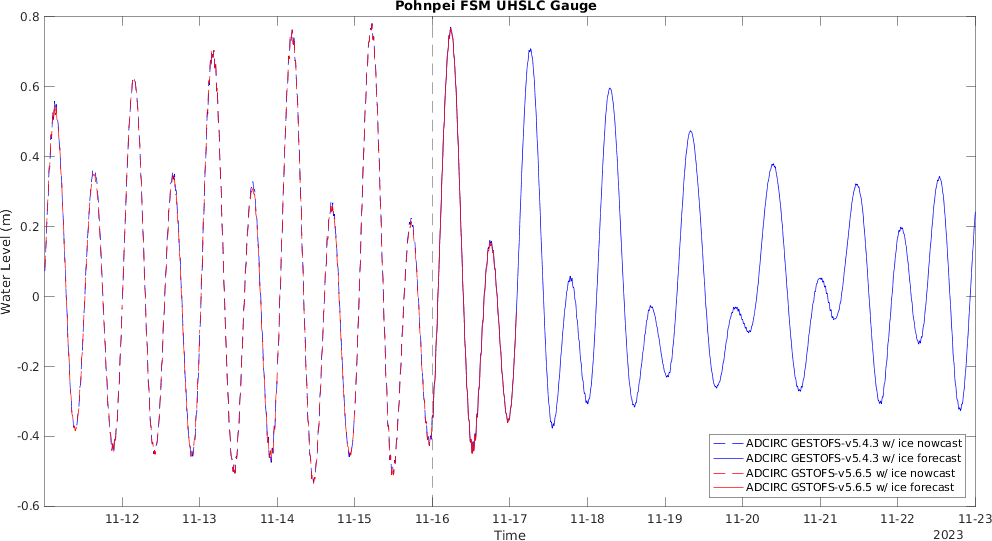 Pohnpei FSM UHSLC Gauge
Water Level (m)
0.8
0.6
0.4
0.2
0
-0.2
-0.4
-0.6
ADCIRC GESTOFS-v5.4.3 w/ ice nowcast
ADCIRC GESTOFS-v5.4.3 w/ ice forecast
ADCIRC GSTOFS-v5.6.5 w/ ice nowcast
ADCIRC GSTOFS-v5.6.5 w/ ice forecast
11-12 11-13 11-14 11-15 11-16 11-17 11-18 11-19 11-20 11-21 11-22 11-23
Time
2023